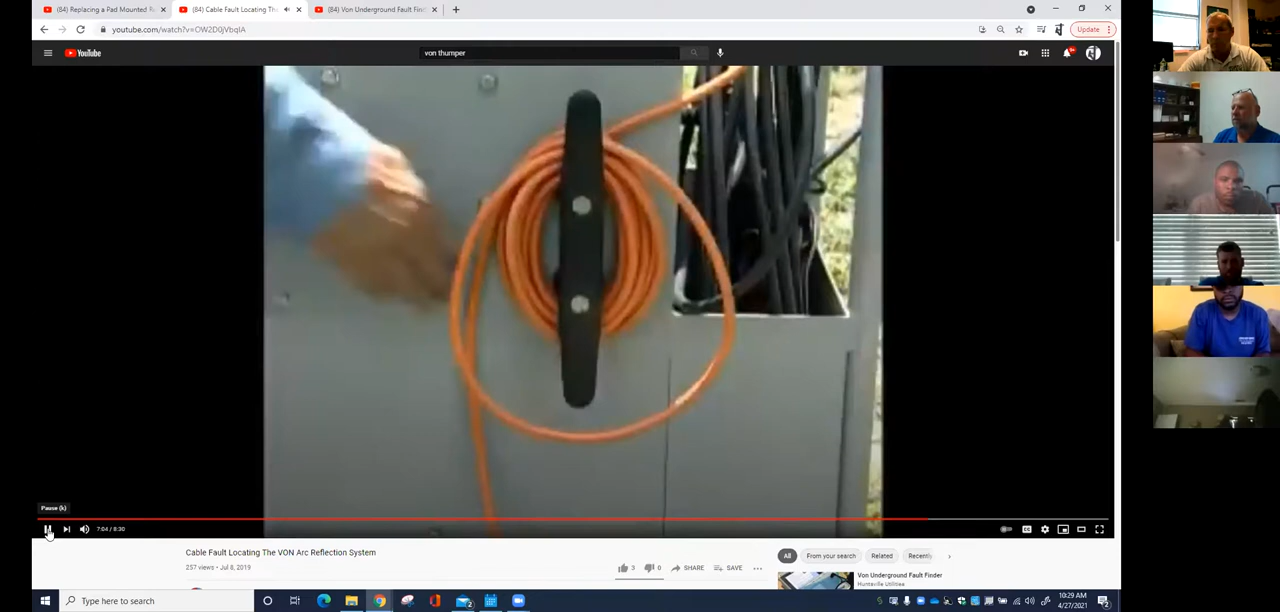 (84) Replacing a Pad Mounted R
(84) Cable Fault Locating The
(84) Von Underground Fault Fin
youtube.com/watch?v=OW2D0jVbqIA
Update
YouTube
von thumper
9+
Pause (k)
7:04 / 8:30
Cable Fault Locating The VON Arc Reflection System
257 views • Jul 8, 2019
3
0
SHARE
SAVE
All
From your search
Related
Recently
Von Underground Fault Finder
Huntsville Utilities
Type here to search
10:29 AM
4/27/2021